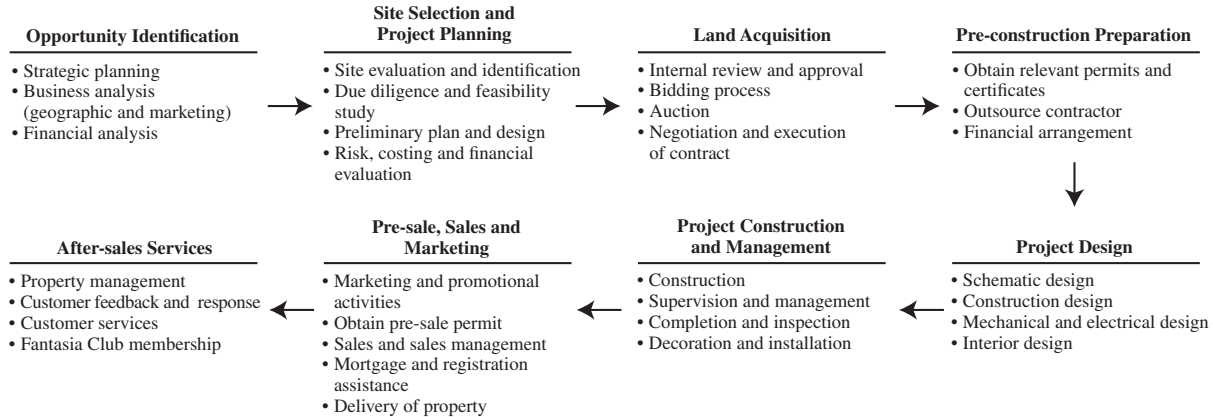 Opportunity Identification
• Strategic planning
• Business analysis
(geographic and marketing)
• Financial analysis
Site Selection and
Project Planning
• Site evaluation and identification
• Due diligence and feasibility
study
• Preliminary plan and design
• Risk, costing and financial
evaluation
Land Acquisition
• Internal review and approval
• Bidding process
• Auction
• Negotiation and execution
of contract
Pre-construction Preparation
• Obtain relevant permits and
certificates
• Outsource contractor
• Financial arrangement
Project Design
• Schematic design
• Construction design
• Mechanical and electrical design
• Interior design
Project Construction
and Management
• Construction
• Supervision and management
• Completion and inspection
• Decoration and installation
Pre-sale, Sales and
Marketing
• Marketing and promotional
activities
• Obtain pre-sale permit
• Sales and sales management
• Mortgage and registration
assistance
• Delivery of property
After-sales Services
• Property management
• Customer feedback and response
• Customer services
• Fantasia Club membership